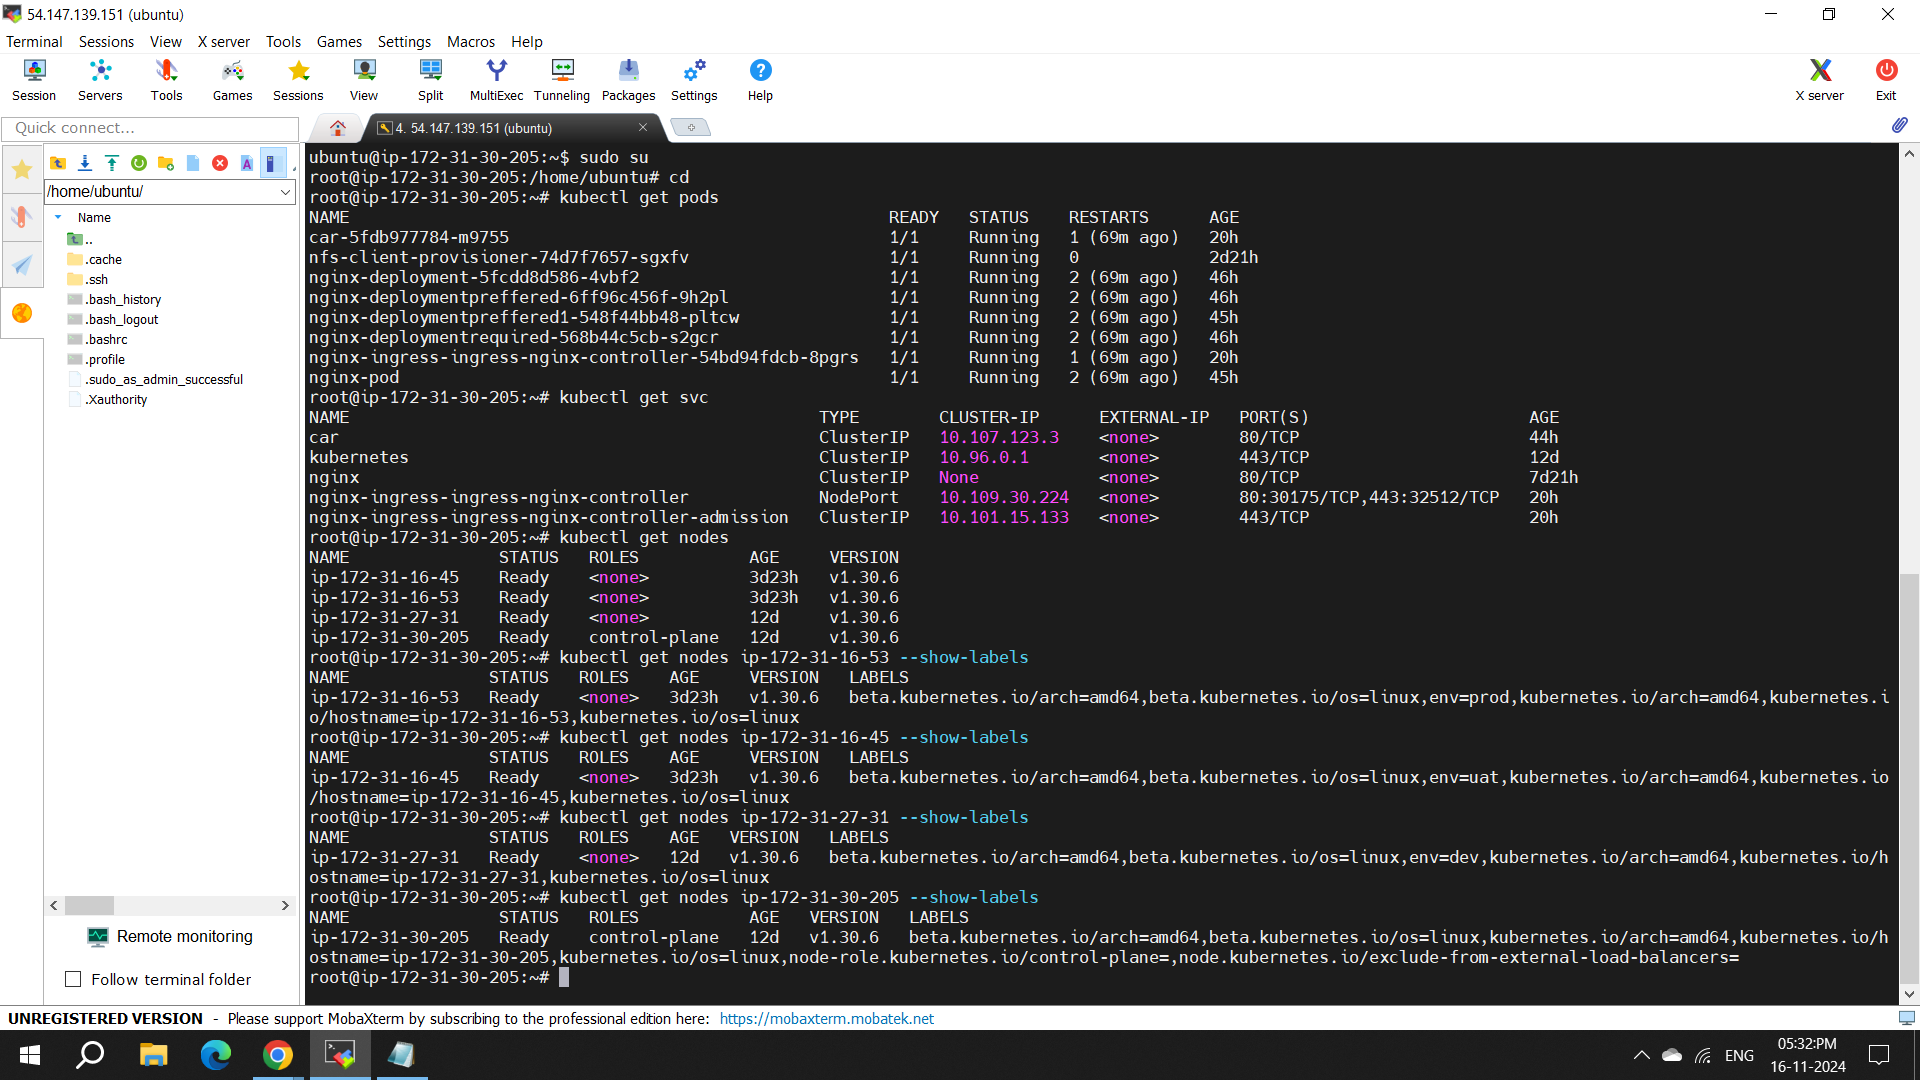 54.147.139.151 (ubuntu)
Terminal Sessions View X server Tools Games Settings Macros Help
Session Servers Tools Games Sessions View Split MultiExec Tunneling Packages Settings Help X server Exit
Quick connect...
4. 54.147.139.151 (ubuntu)
/home/ubuntu/
Name
..
.cache
.ssh
.bash_history
.bash_logout
.bashrc
.profile
.sudo_as_admin_successful
.Xauthority
Remote monitoring
Follow terminal folder
ubuntu@ip-172-31-30-205:~$ sudo su
root@ip-172-31-30-205:/home/ubuntu# cd
root@ip-172-31-30-205:~# kubectl get pods
NAME READY STATUS RESTARTS AGE
car-5fdb977784-m9755 1/1 Running 1 (69m ago) 20h
nfs-client-provisioner-74d7f7657-sgxfv 1/1 Running 0 2d21h
nginx-deployment-5fcdd8d586-4vbf2 1/1 Running 2 (69m ago) 46h
nginx-deploymentpreffered-6ff96c456f-9h2pl 1/1 Running 2 (69m ago) 46h
nginx-deploymentpreffered1-548f44bb48-pltcw 1/1 Running 2 (69m ago) 45h
nginx-deploymentrequired-568b44c5cb-s2gcr 1/1 Running 2 (69m ago) 46h
nginx-ingress-ingress-nginx-controller-54bd94fdcb-8pgrs 1/1 Running 1 (69m ago) 20h
nginx-pod 1/1 Running 2 (69m ago) 45h
root@ip-172-31-30-205:~# kubectl get svc
NAME TYPE CLUSTER-IP EXTERNAL-IP PORT(S) AGE
car ClusterIP 10.107.123.3 <none> 80/TCP 44h
kubernetes ClusterIP 10.96.0.1 <none> 443/TCP 12d
nginx ClusterIP None <none> 80/TCP 7d21h
nginx-ingress-ingress-nginx-controller NodePort 10.109.30.224 <none> 80:30175/TCP,443:32512/TCP 20h
nginx-ingress-ingress-nginx-controller-admission ClusterIP 10.101.15.133 <none> 443/TCP 20h
root@ip-172-31-30-205:~# kubectl get nodes
NAME STATUS ROLES AGE VERSION
ip-172-31-16-45 Ready <none> 3d23h v1.30.6
ip-172-31-16-53 Ready <none> 3d23h v1.30.6
ip-172-31-27-31 Ready <none> 12d v1.30.6
ip-172-31-30-205 Ready control-plane 12d v1.30.6
root@ip-172-31-30-205:~# kubectl get nodes ip-172-31-16-53 --show-labels
NAME STATUS ROLES AGE VERSION LABELS
ip-172-31-16-53 Ready <none> 3d23h v1.30.6 beta.kubernetes.io/arch=amd64,beta.kubernetes.io/os=linux,env=prod,kubernetes.io/arch=amd64,kubernetes.i
o/hostname=ip-172-31-16-53,kubernetes.io/os=linux
root@ip-172-31-30-205:~# kubectl get nodes ip-172-31-16-45 --show-labels
NAME STATUS ROLES AGE VERSION LABELS
ip-172-31-16-45 Ready <none> 3d23h v1.30.6 beta.kubernetes.io/arch=amd64,beta.kubernetes.io/os=linux,env=uat,kubernetes.io/arch=amd64,kubernetes.io
/hostname=ip-172-31-16-45,kubernetes.io/os=linux
root@ip-172-31-30-205:~# kubectl get nodes ip-172-31-27-31 --show-labels
NAME STATUS ROLES AGE VERSION LABELS
ip-172-31-27-31 Ready <none> 12d v1.30.6 beta.kubernetes.io/arch=amd64,beta.kubernetes.io/os=linux,env=dev,kubernetes.io/arch=amd64,kubernetes.io/h
ostname=ip-172-31-27-31,kubernetes.io/os=linux
root@ip-172-31-30-205:~# kubectl get nodes ip-172-31-30-205 --show-labels
NAME STATUS ROLES AGE VERSION LABELS
ip-172-31-30-205 Ready control-plane 12d v1.30.6 beta.kubernetes.io/arch=amd64,beta.kubernetes.io/os=linux,kubernetes.io/arch=amd64,kubernetes.io/h
ostname=ip-172-31-30-205,kubernetes.io/os=linux,node-role.kubernetes.io/control-plane=,node.kubernetes.io/exclude-from-external-load-balancers=
root@ip-172-31-30-205:~#
UNREGISTERED VERSION - Please support MobaXterm by subscribing to the professional edition here: https://mobaxterm.mobatek.net
ENG
05:32:PM
16-11-2024